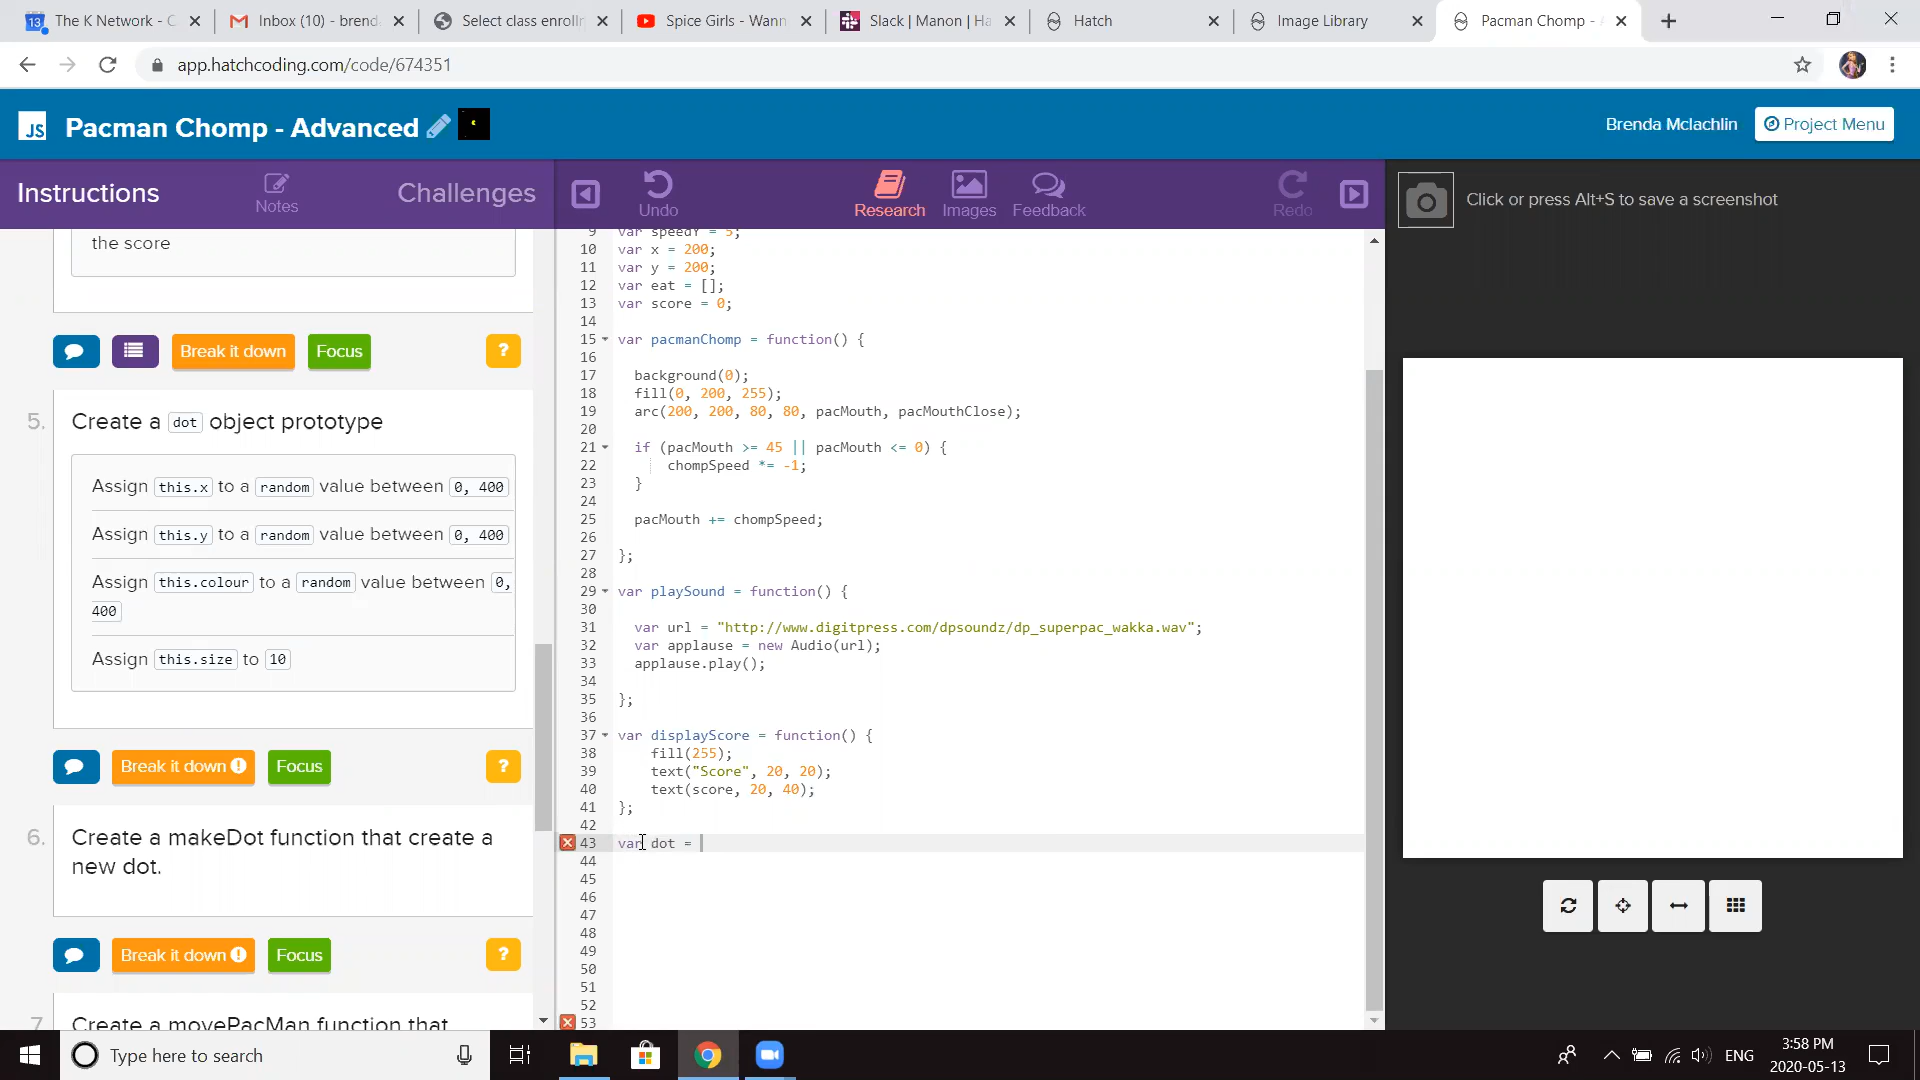 The K Network - C
Inbox (10) - brend
Select class enrolln
Spice Girls - Wann
Slack | Manon | Ha
Hatch
Image Library
Pacman Chomp - A
app.hatchcoding.com/code/674351
JS Pacman Chomp - Advanced
Brenda Mclachlin
Project Menu
Instructions
Notes
Challenges
Undo
Research
Images
Feedback
Redo
Click or press Alt+S to save a screenshot
the score
Break it down
Focus
?
5. Create a dot object prototype
Assign this.x to a random value between 0, 400
Assign this.y to a random value between 0, 400
Assign this.colour to a random value between 0,
400
Assign this.size to 10
Break it down
Focus
?
6. Create a makeDot function that create a
new dot.
Break it down
Focus
?
7. Create a movePacMan function that
9 var speedY = 5;
10 var x = 200;
11 var y = 200;
12 var eat = [];
13 var score = 0;
14
15 var pacmanChomp = function() {
16
17 background(0);
18 fill(0, 200, 255);
19 arc(200, 200, 80, 80, pacMouth, pacMouthClose);
20
21 if (pacMouth >= 45 || pacMouth <= 0) {
22 chompSpeed *= -1;
23 }
24
25 pacMouth += chompSpeed;
26
27 };
28
29 var playSound = function() {
30
31 var url = "http://www.digitpress.com/dpsoundz/dp_superpac_wakka.wav";
32 var applause = new Audio(url);
33 applause.play();
34
35 };
36
37 var displayScore = function() {
38 fill(255);
39 text("Score", 20, 20);
40 text(score, 20, 40);
41 };
42
43 var dot =
44
45
46
47
48
49
50
51
52
53
Type here to search
ENG
3:58 PM
2020-05-13